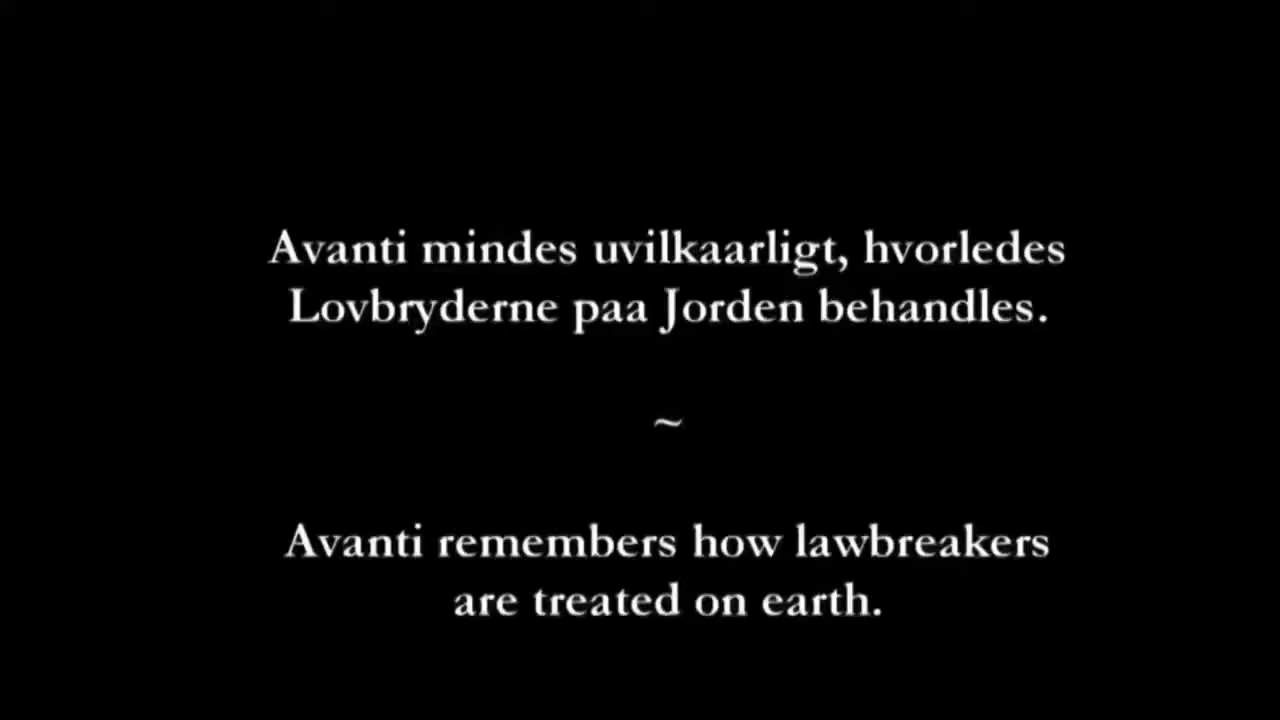 Avanti mindes uvilkaarligt, hvorledes
Lovbryderne paa Jorden behandles.
~
Avanti remembers how lawbreakers
are treated on earth.